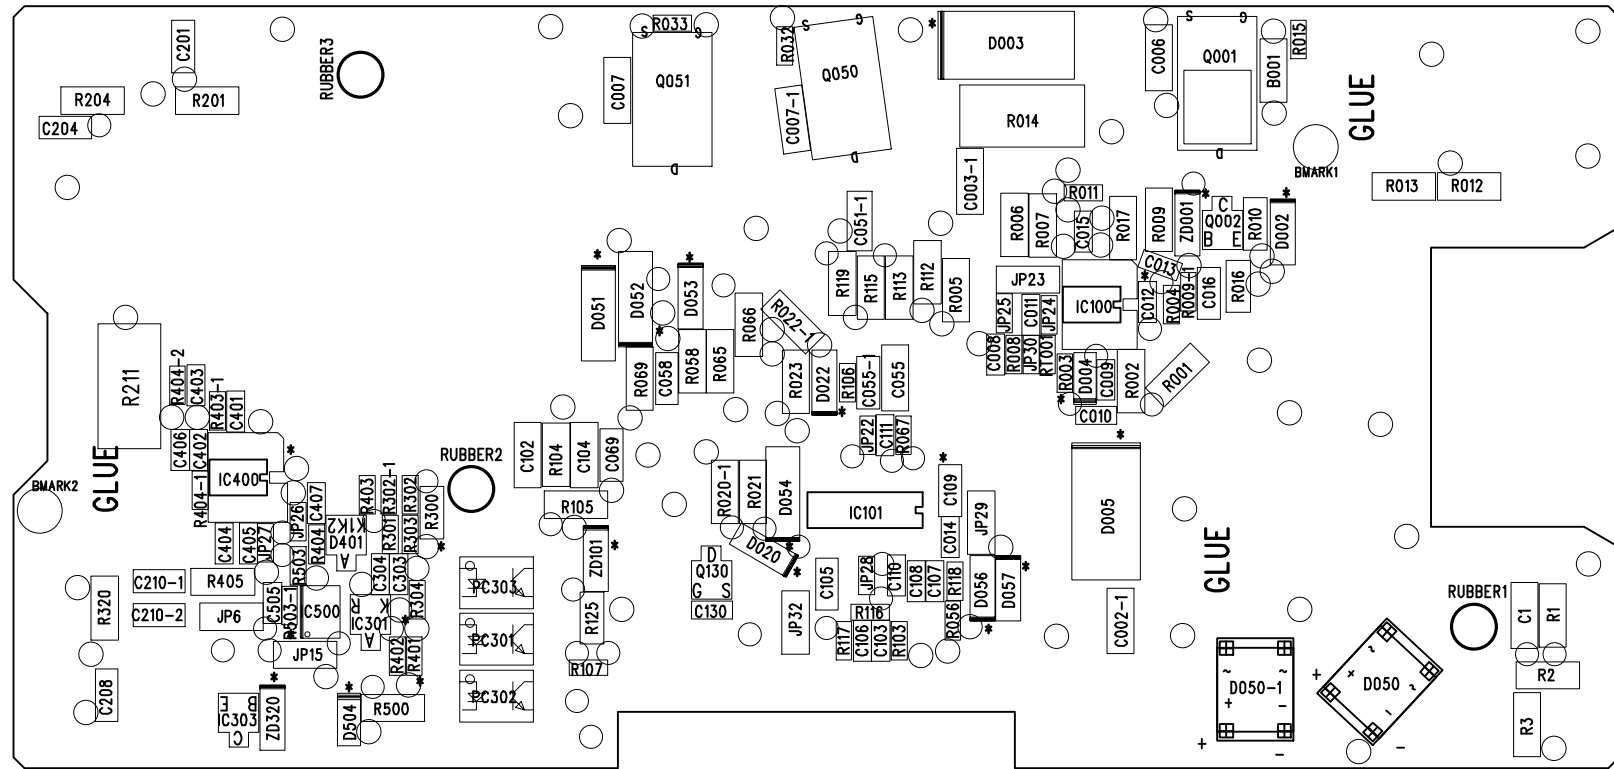 C201
RUBBER3
R204
R201
C204
R033
S
G
Q051
C007
D
R032
S
G
Q050
C007-1
D
*
D003
R014
C003-1
C006
S
G
Q001
D
B001
R015
GLUE
BMARK1
R013
R012
R011
R006
R007
C015
R017
R009
ZD001
*
C
Q002
B E
R010
D002
*
C051-1
R119
R115
R113
R112
R005
JP23
C013
*
IC100
C012
R004
R009-1
C016
R016
JP25
C011
JP24
C008
R008
JP30
RT001
R003
D004
C009
R002
R001
*
C010
*
D051
D052
*
D053
*
R066
R022-1
R069
C058
R058
R065
R023
D022
*
R106
C055-1
C055
JP22
C111
R067
R211
R404-2
C403
R403-1
C401
C406
C402
R404-1
IC400
*
GLUE
BMARK2
RUBBER2
C102
R104
C104
C069
R105
R020-1
R021
D054
*
IC101
*
C109
C014
JP29
*
D005
C002-1
GLUE
R403
R302-1
R302
R300
*
C407
JP26
K1K2
D401
A
R301
R303
C404
C405
JP27
R404
R503
C304
C303
R304
C210-1
R405
C210-2
JP6
C505
R503-1
*
C500
K
R
IC301
A
*
R402
R401
*
JP15
R320
C208
E B
IC303
C
*
ZD320
*
D504
R500
PC303
PC301
PC302
ZD101
*
R125
R107
D020
*
D
Q130
G S
C130
JP32
C105
JP28
C110
C108
C107
R118
D056
*
D057
*
R116
R056
R117
C106
C103
R103
D050-1
~ ~
+ -
+ -
D050
+ ~
~ -
+ -
RUBBER1
C1
R1
R2
R3